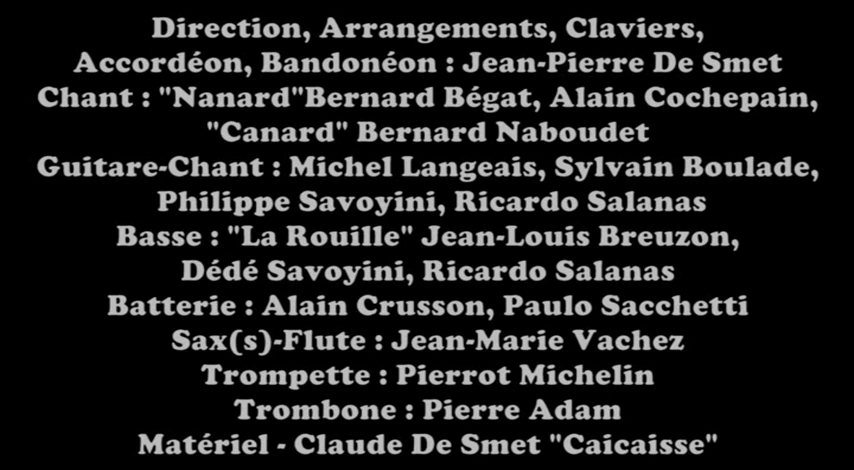 Direction, Arrangements, Claviers,
Accordéon, Bandonéon : Jean-Pierre De Smet
Chant : "Nanard"Bernard Bégat, Alain Cochepain,
"Canard" Bernard Naboudet
Guitare-Chant : Michel Langeais, Sylvain Boulade,
Philippe Savoyini, Ricardo Salanas
Basse : "La Rouille" Jean-Louis Breuzon,
Dédé Savoyini, Ricardo Salanas
Batterie : Alain Crusson, Paulo Sacchetti
Sax(s)-Flute : Jean-Marie Vachez
Trompette : Pierrot Michelin
Trombone : Pierre Adam
Matériel - Claude De Smet "Caicaisse"